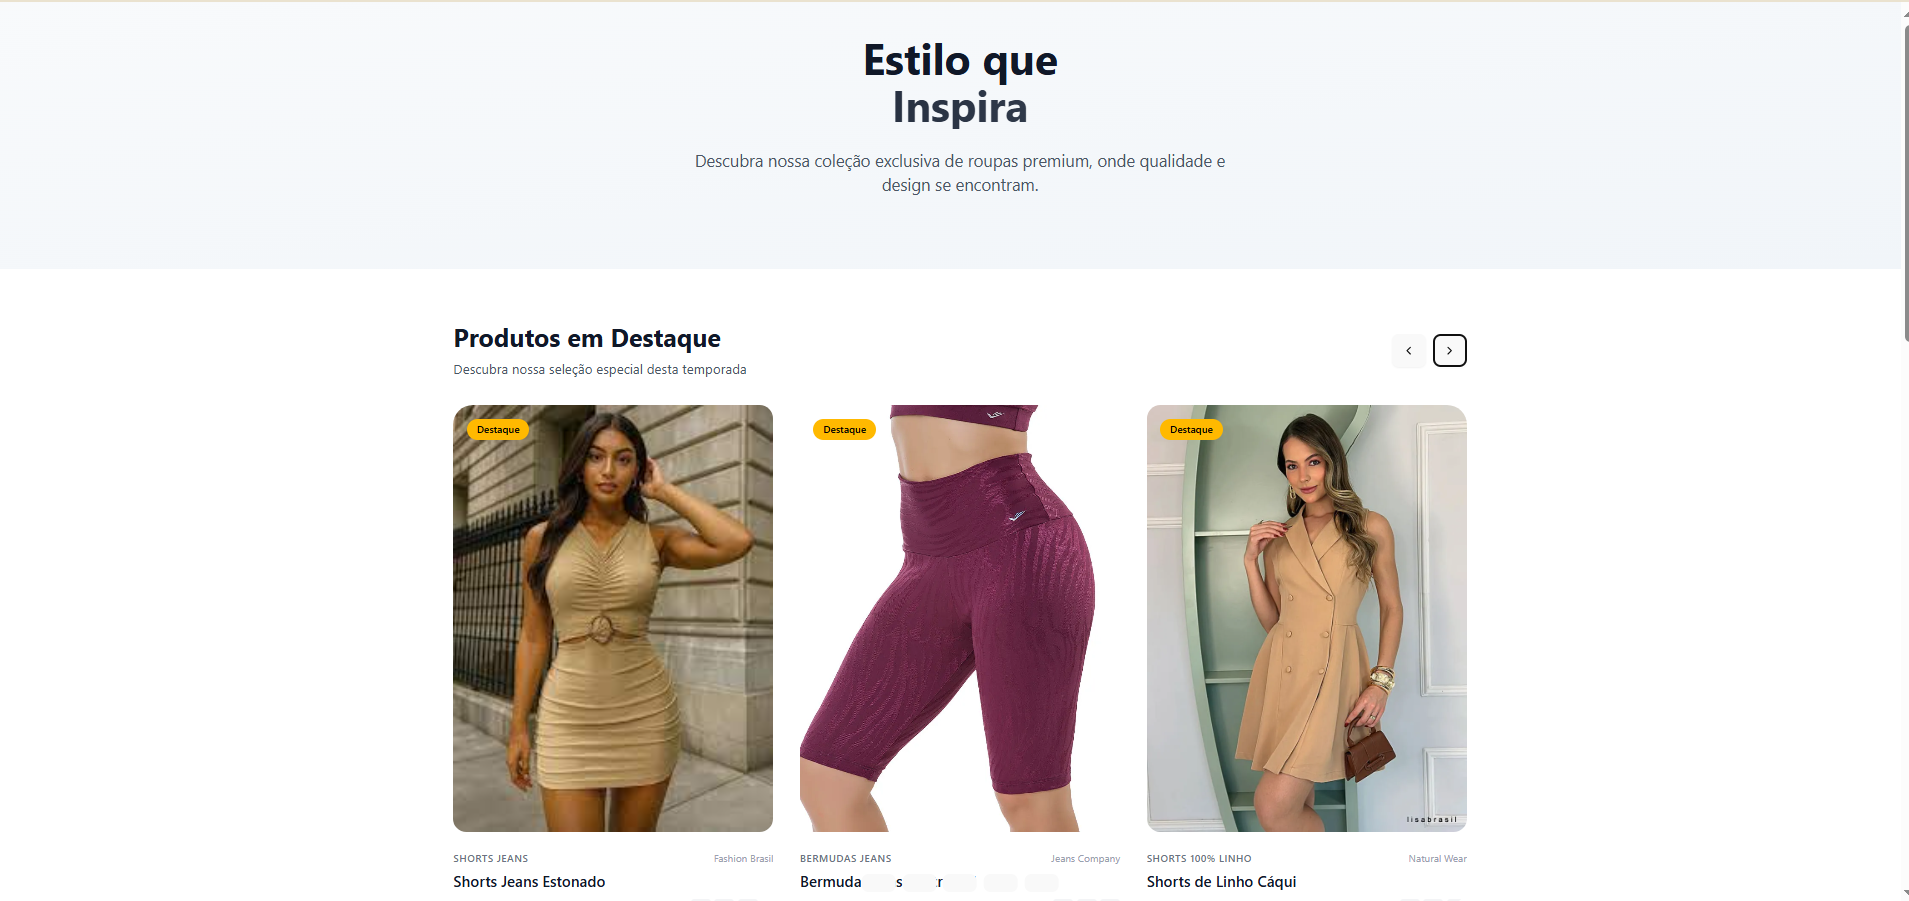 Estilo que
Inspira
Descubra nossa coleção exclusiva de roupas premium, onde qualidade e
design se encontram.
Produtos em Destaque
Descubra nossa seleção especial desta temporada
Destaque
Destaque
Destaque
lisabrasil
SHORTS JEANS
Fashion Brasil
BERMUDAS JEANS
Jeans Company
SHORTS 100% LINHO
Natural Wear
Shorts Jeans Estonado
Bermuda
Shorts de Linho Cáqui